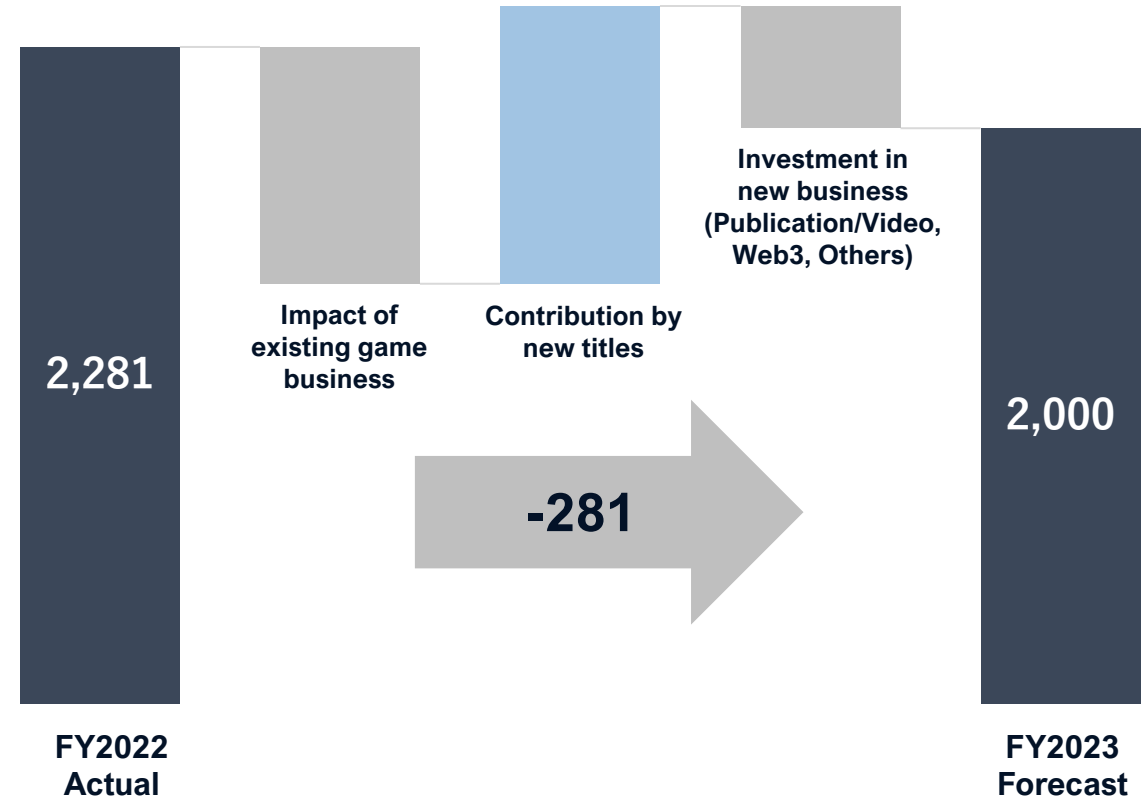 2,281
FY2022
Actual
Impact of
existing game
business
Contribution by
new titles
Investment in
new business
(Publication/Video,
Web3, Others)
-281
2,000
FY2023
Forecast